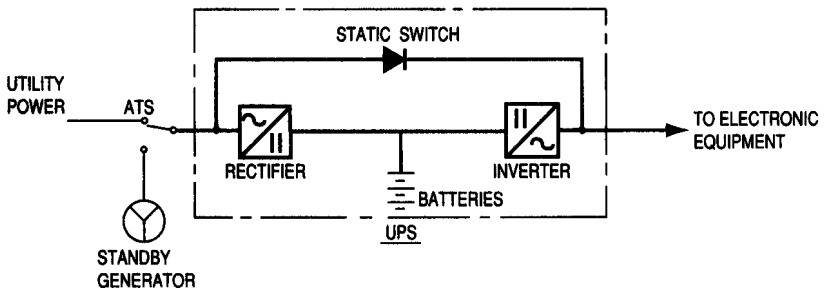 STATIC SWITCH
UTILITY
POWER
ATS
TO ELECTRONIC
EQUIPMENT
RECTIFIER
INVERTER
BATTERIES
UPS
STANDBY
GENERATOR